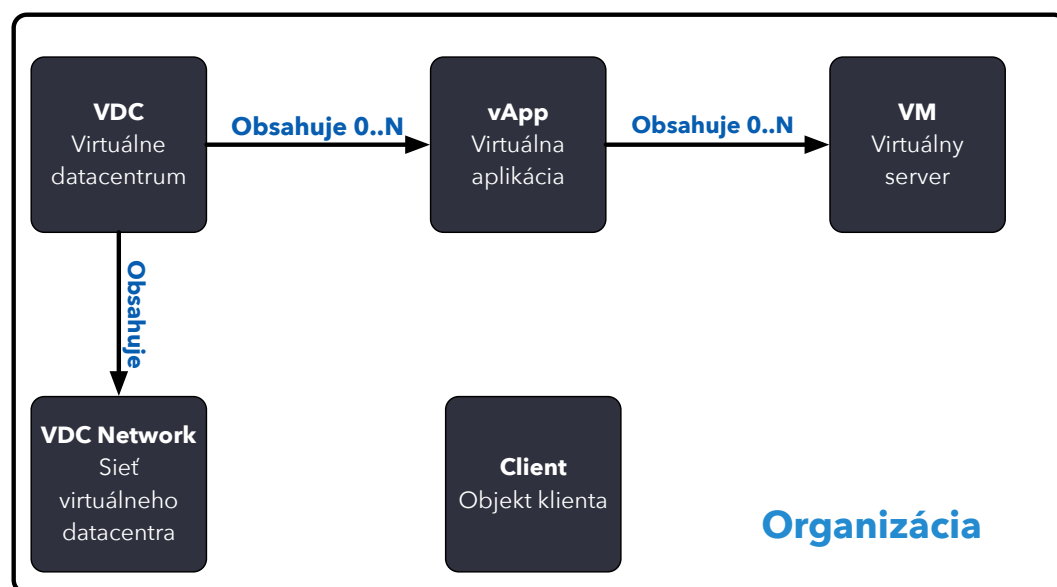 VDC
Virtuálne
datacentrum
Obsahuje 0..N
vApp
Virtuálna
aplikácia
Obsahuje 0..N
VM
Virtuálny
server
Obsahuje
VDC Network
Sieť
virtuálneho
datacentra
Client
Objekt klienta
Organizácia